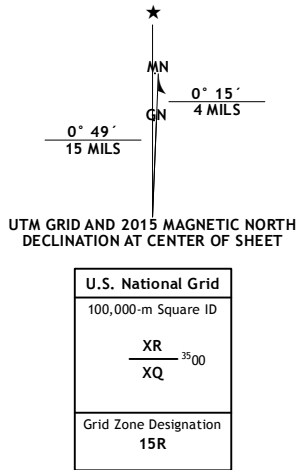 ★
MN
GN
0° 15´
4 MILS
0° 49´
15 MILS
UTM GRID AND 2015 MAGNETIC NORTH
DECLINATION AT CENTER OF SHEET
U.S. National Grid
100,000-m Square ID
XR
3500
XQ
Grid Zone Designation
15R